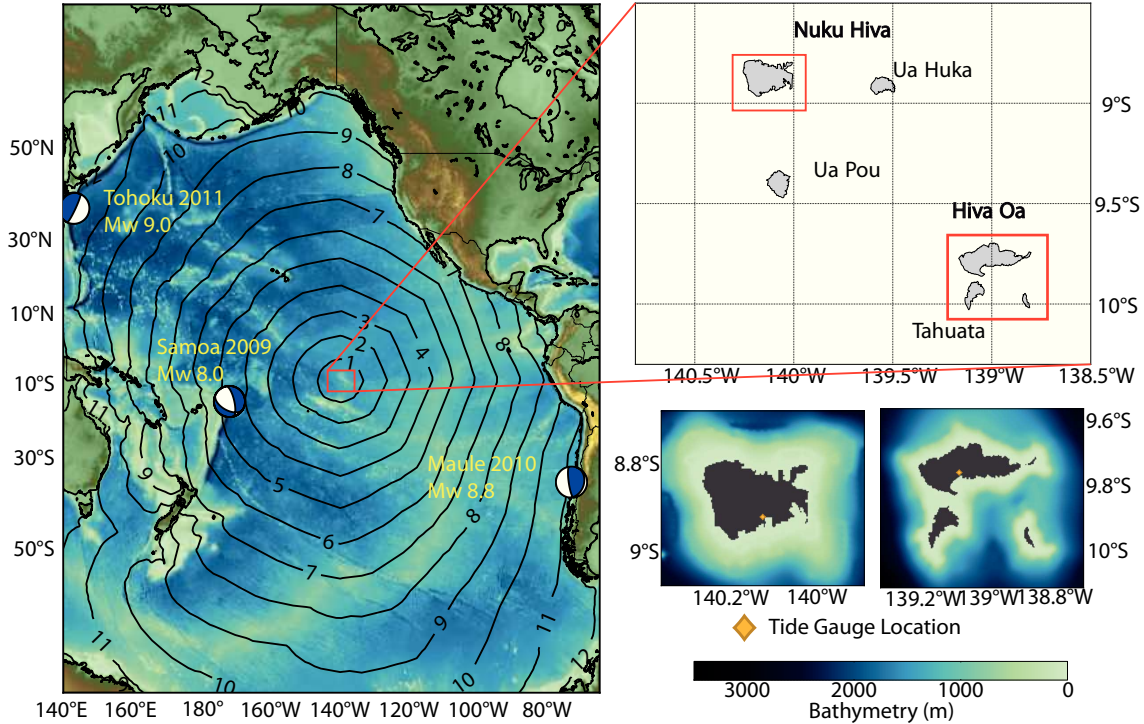 50°N
30°N
10°N
10°S
30°S
50°S
140°E
160°E
180°W
160°W
140°W
120°W
100°W
80°W
12
11
10
10
9
8
7
Tohoku 2011
Mw 9.0
3
2
1
4
8
Samoa 2009
Mw 8.0
11
9
5
Maule 2010
Mw 8.8
8
6
7
9
11
10
10
11
12
Nuku Hiva
Ua Huka
Ua Pou
Hiva Oa
Tahuata
9°S
9.5°S
10°S
140.5°W
140°W
139.5°W
139°W
138.5°W
8.8°S
9°S
140.2°W
140°W
9.6°S
9.8°S
10°S
139.2°W
139°W
138.8°W
Tide Gauge Location
3000
2000
1000
0
Bathymetry (m)